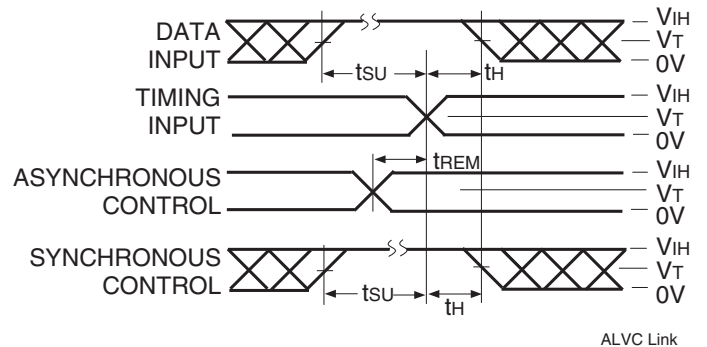 DATA
INPUT
VIH
VT
0V
tSU
tH
TIMING
INPUT
VIH
VT
0V
tREM
ASYNCHRONOUS
CONTROL
VIH
VT
0V
SYNCHRONOUS
CONTROL
VIH
VT
0V
tSU
tH
ALVC Link